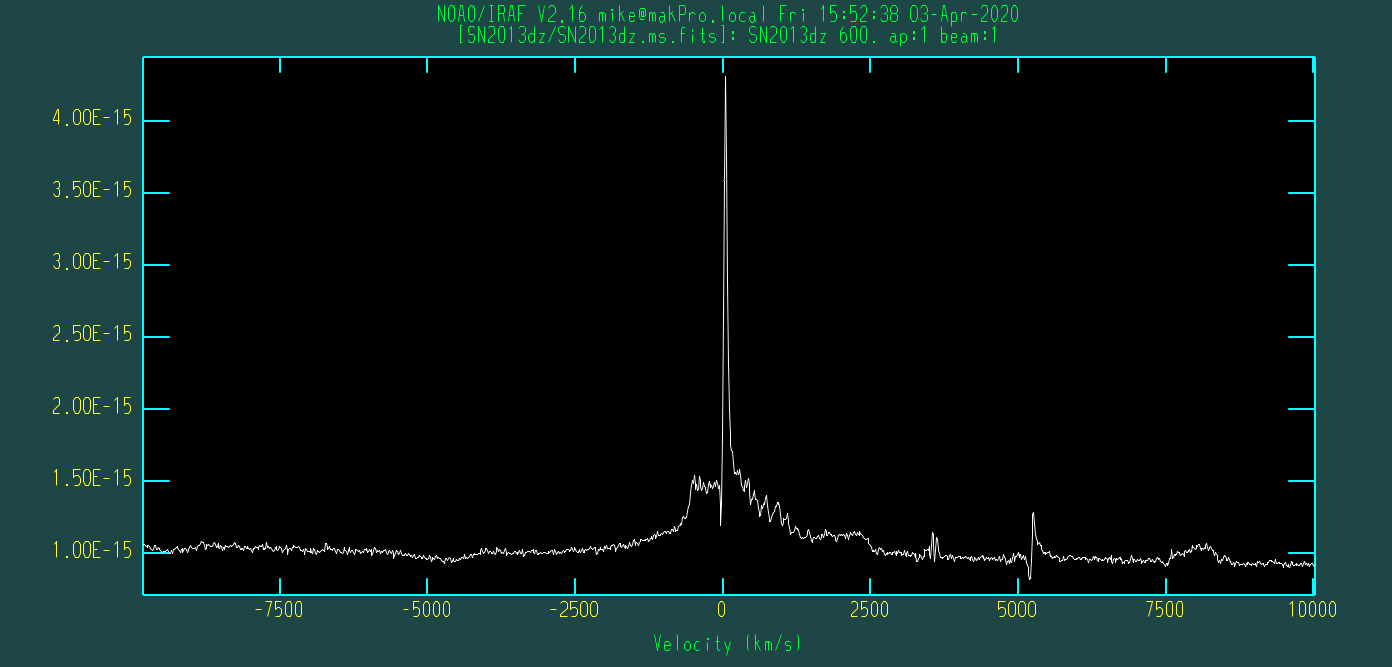 NOAO/IRAF V2.16 mike@makPro.local Fri 15:52:38 03-Apr-2020
[SN2013dz/SN2013dz.ms.fits]: SN2013dz 600. ap:1 beam:1
4.00E-15
3.50E-15
3.00E-15
2.50E-15
2.00E-15
1.50E-15
1.00E-15
-7500 -5000 -2500 0 2500 5000 7500 10000
Velocity (km/s)